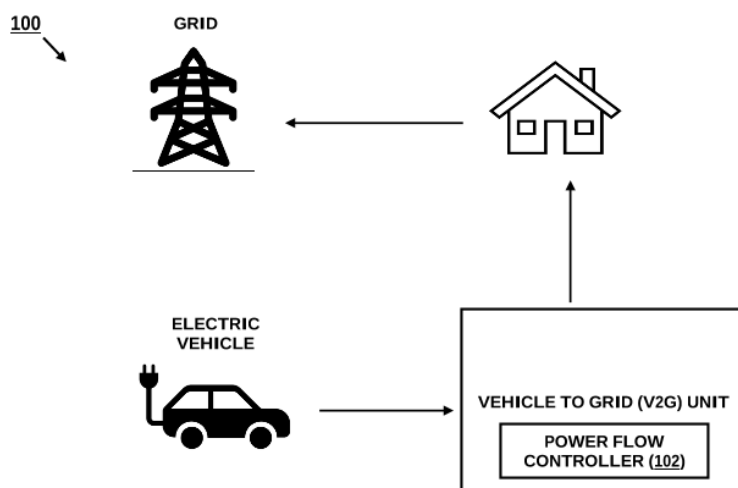 100
GRID
ELECTRIC
VEHICLE
VEHICLE TO GRID (V2G) UNIT
POWER FLOW
CONTROLLER (102)